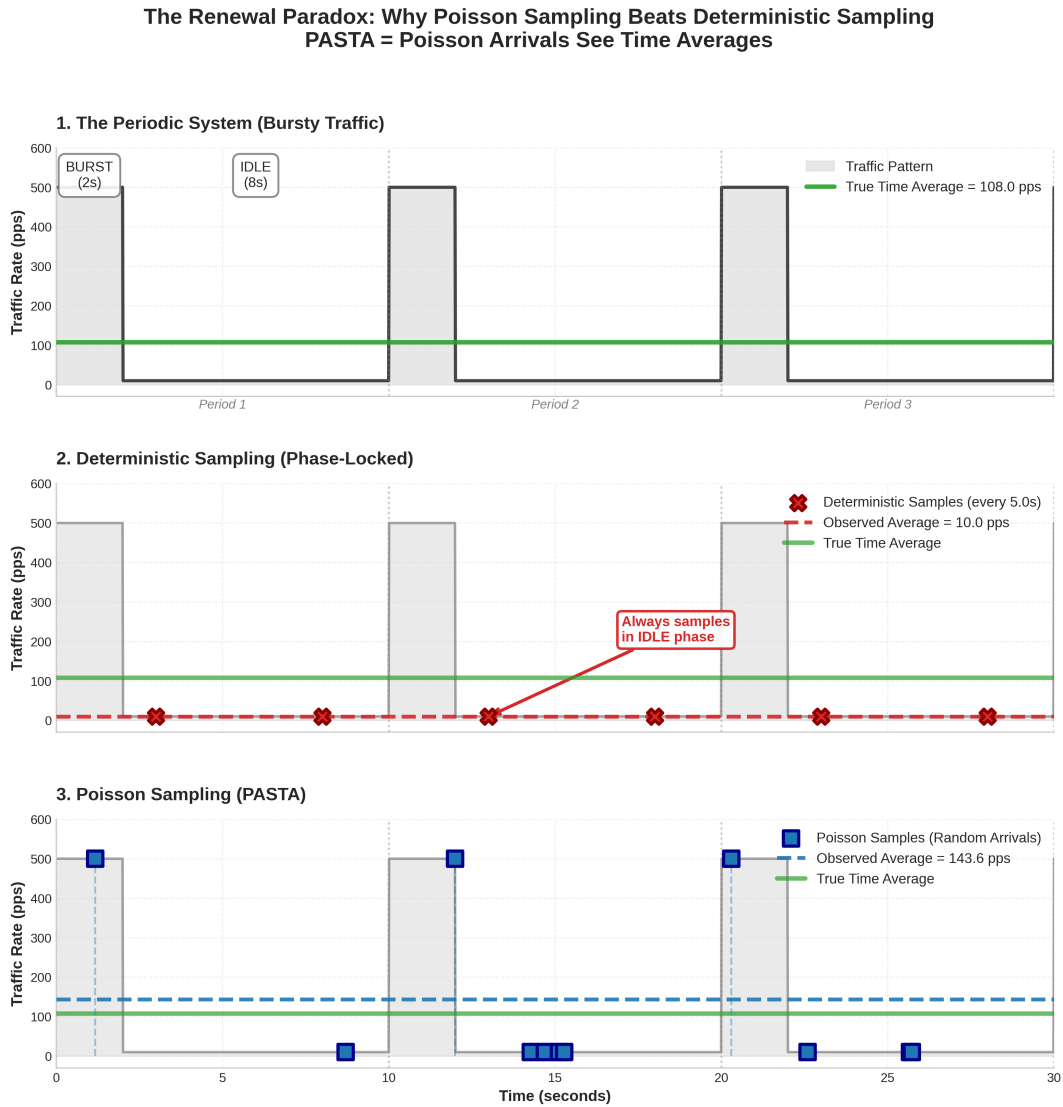 The Renewal Paradox: Why Poisson Sampling Beats Deterministic Sampling
PASTA = Poisson Arrivals See Time Averages
1. The Periodic System (Bursty Traffic)
Traffic Rate (pps)
600
500
400
300
200
100
0
BURST
(2s)
IDLE
(8s)
Traffic Pattern
True Time Average = 108.0 pps
Period 1
Period 2
Period 3
2. Deterministic Sampling (Phase-Locked)
Traffic Rate (pps)
600
500
400
300
200
100
0
Deterministic Samples (every 5.0s)
Observed Average = 10.0 pps
True Time Average
Always samples
in IDLE phase
3. Poisson Sampling (PASTA)
Traffic Rate (pps)
600
500
400
300
200
100
0
Poisson Samples (Random Arrivals)
Observed Average = 143.6 pps
True Time Average
0 5 10 15 20 25 30
Time (seconds)